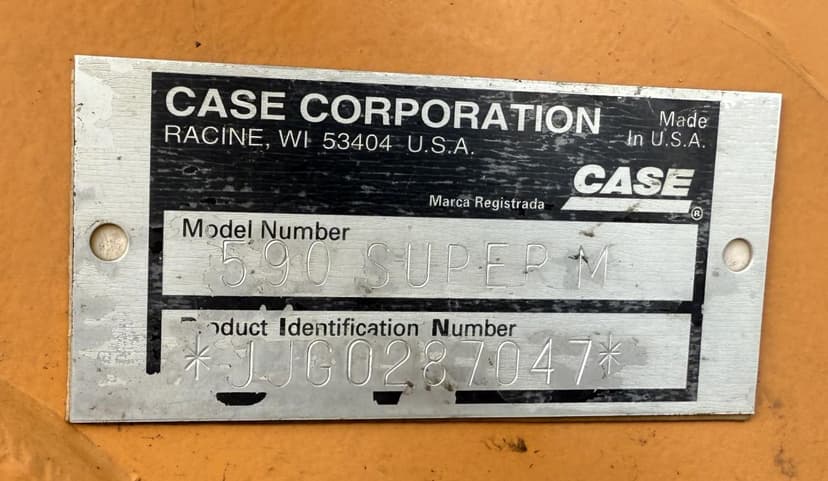 CASE CORPORATION
RACINE, WI 53404 U.S.A.
Made
In U.S.A.
Marca Registrada
CASE®
Model Number
590 SUPER M
Product Identification Number
*JJG0287047*